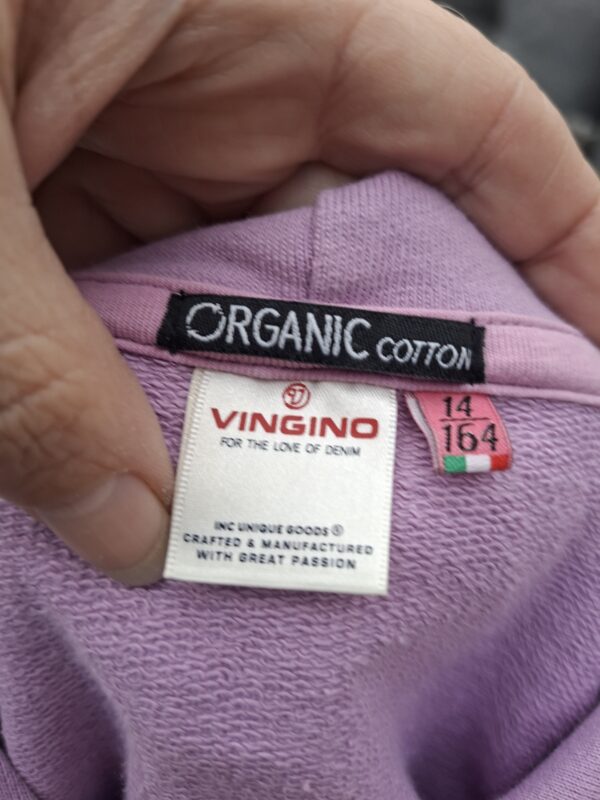 ORGANIC COTTON
VINGINO
FOR THE LOVE OF DENIM
INC UNIQUE GOODS ®
CRAFTED & MANUFACTURED
WITH GREAT PASSION
14
164